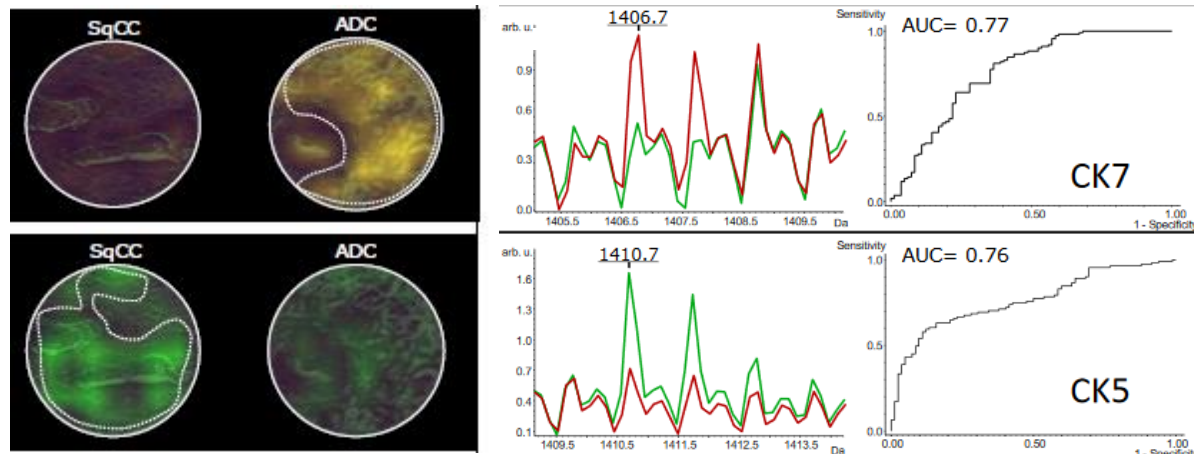 SqCC
ADC
arb. u.
1406.7
1.2
0.9
0.6
0.3
0.0
1405.5 1406.5 1407.5 1408.5 1409.5
Da
Sensitivity
AUC= 0.77
1.0
0.5
0.0
0.00 0.50 1.00
1 - Specificity
CK7
SqCC
ADC
arb. u.
1410.7
1.6
1.3
1.0
0.7
0.4
0.1
1409.5 1410.5 1411.5 1412.5 1413.5
Da
Sensitivity
AUC= 0.76
1.0
0.5
0.0
0.00 0.50 1.00
1 - Specificity
CK5